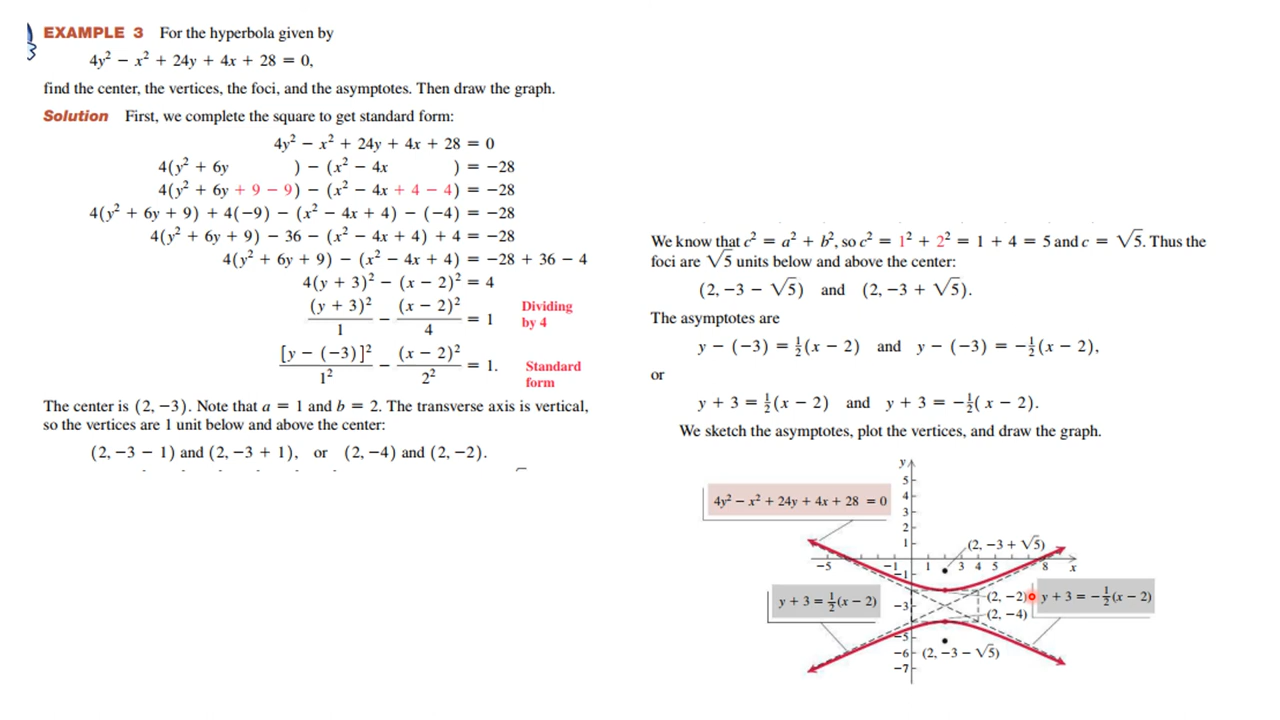 3
EXAMPLE 3 For the hyperbola given by
4y² − x² + 24y + 4x + 28 = 0,
find the center, the vertices, the foci, and the asymptotes. Then draw the graph.
Solution First, we complete the square to get standard form:
4y² − x² + 24y + 4x + 28 = 0
4(y² + 6y ) − (x² − 4x ) = −28
4(y² + 6y + 9 − 9) − (x² − 4x + 4 − 4) = −28
4(y² + 6y + 9) + 4(−9) − (x² − 4x + 4) − (−4) = −28
4(y² + 6y + 9) − 36 − (x² − 4x + 4) + 4 = −28
4(y² + 6y + 9) − (x² − 4x + 4) = −28 + 36 − 4
4(y + 3)² − (x − 2)² = 4
(y + 3)²/1 − (x − 2)²/4 = 1 Dividing by 4
[y − (−3)]²/1² − (x − 2)²/2² = 1. Standard form
The center is (2, −3). Note that a = 1 and b = 2. The transverse axis is vertical,
so the vertices are 1 unit below and above the center:
(2, −3 − 1) and (2, −3 + 1), or (2, −4) and (2, −2).
We know that c² = a² + b², so c² = 1² + 2² = 1 + 4 = 5 and c = √5. Thus the
foci are √5 units below and above the center:
(2, −3 − √5) and (2, −3 + √5).
The asymptotes are
y − (−3) = ½(x − 2) and y − (−3) = −½(x − 2),
or
y + 3 = ½(x − 2) and y + 3 = −½( x − 2).
We sketch the asymptotes, plot the vertices, and draw the graph.
y
5
4y² − x² + 24y + 4x + 28 = 0
4
3
2
1
(2, −3 + √5)
−5 −1 1 3 4 5 8 x
−1
y + 3 = ½(x − 2)
−3
(2, −2)
y + 3 = −½(x − 2)
(2, −4)
−5
−6
(2, −3 − √5)
−7